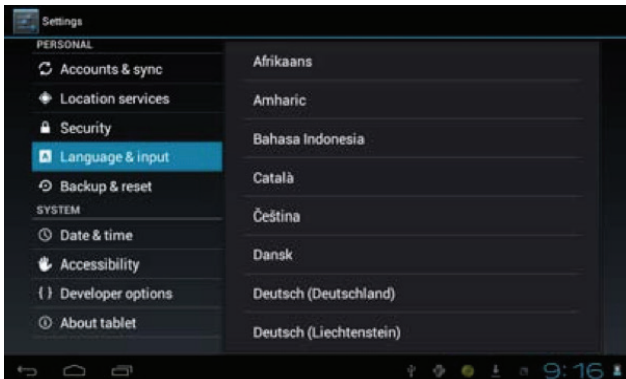 Settings
PERSONAL
Accounts & sync
Location services
Security
Language & input
Backup & reset
SYSTEM
Date & time
Accessibility
{ } Developer options
About tablet
Afrikaans
Amharic
Bahasa Indonesia
Català
Čeština
Dansk
Deutsch (Deutschland)
Deutsch (Liechtenstein)
9:16